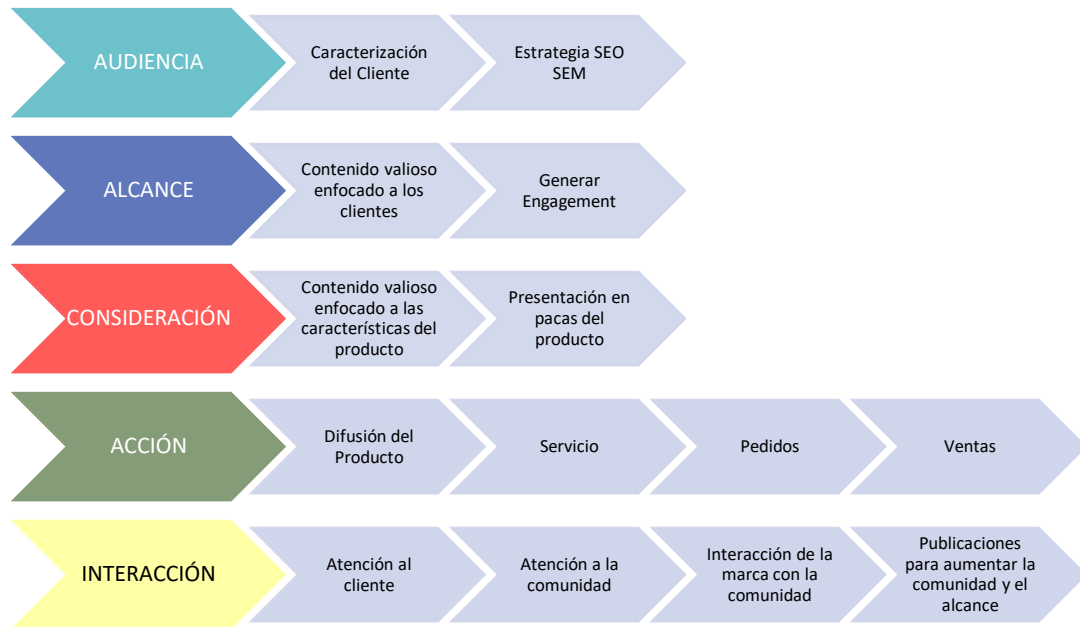 AUDIENCIA
Caracterización
del Cliente
Estrategia SEO
SEM
ALCANCE
Contenido valioso
enfocado a los
clientes
Generar
Engagement
CONSIDERACIÓN
Contenido valioso
enfocado a las
características del
producto
Presentación en
pacas del
producto
ACCIÓN
Difusión del
Producto
Servicio
Pedidos
Ventas
INTERACCIÓN
Atención al
cliente
Atención a la
comunidad
Interacción de la
marca con la
comunidad
Publicaciones
para aumentar la
comunidad y el
alcance